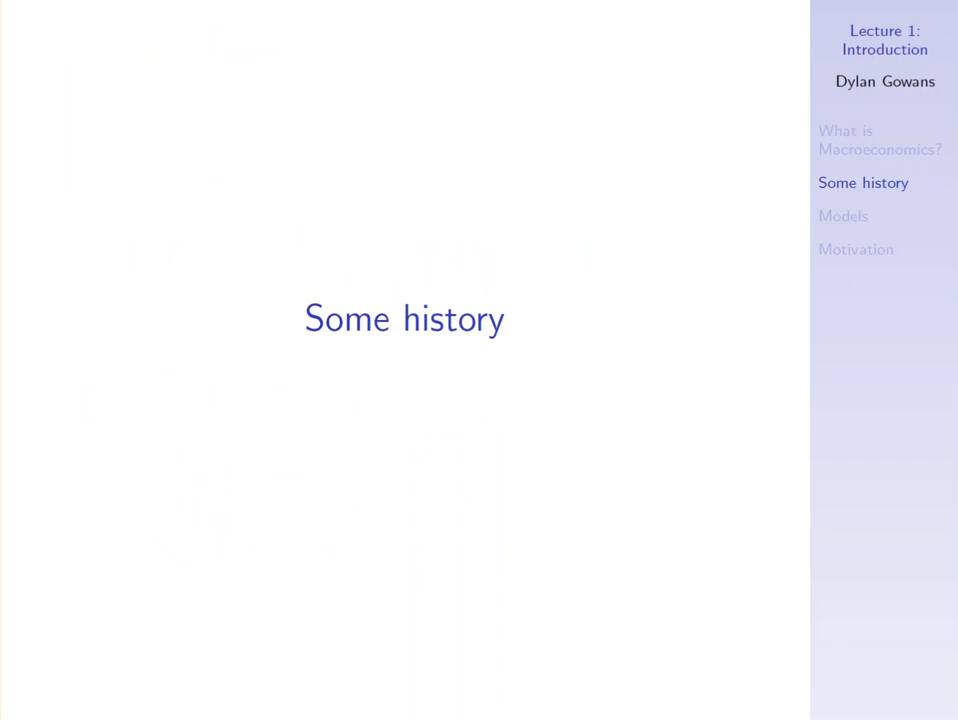 Some history
Lecture 1:
Introduction
Dylan Gowans
What is
Macroeconomics?
Some history
Models
Motivation